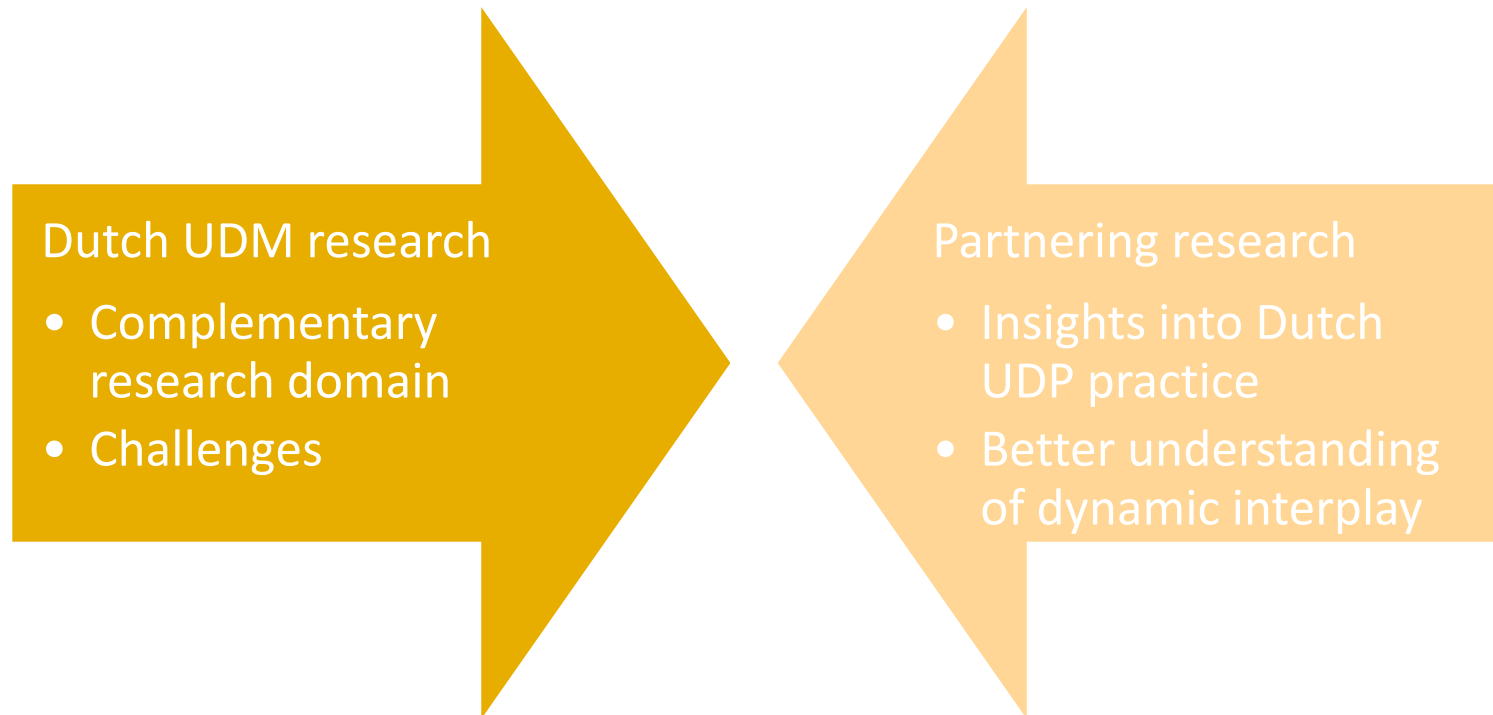 Dutch UDM research
• Complementary
research domain
• Challenges
Partnering research
• Insights into Dutch
UDP practice
• Better understanding
of dynamic interplay